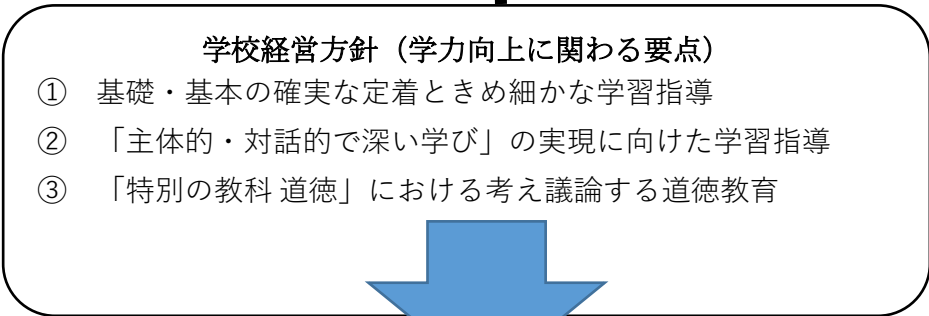 学校経営方針（学力向上に関わる要点）
① 基礎・基本の確実な定着ときめ細かな学習指導
② 「主体的・対話的で深い学び」の実現に向けた学習指導
③ 「特別の教科 道徳」における考え議論する道徳教育